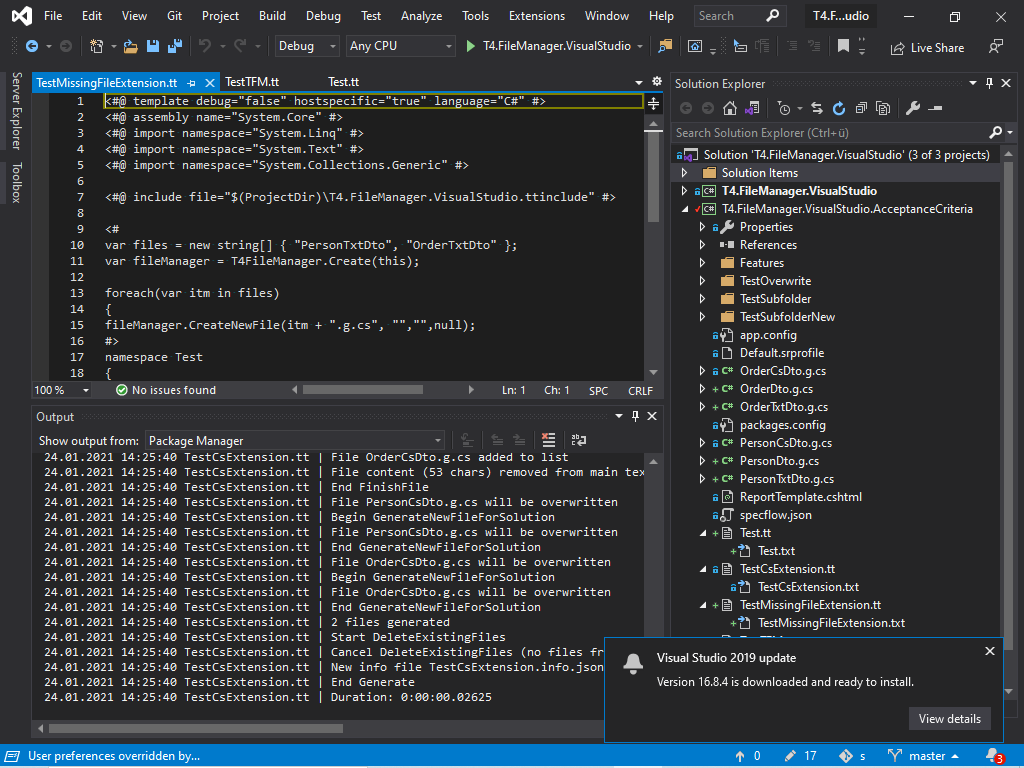 File Edit View Git Project Build Debug Test Analyze Tools Extensions Window Help Search T4.F...udio
Debug Any CPU T4.FileManager.VisualStudio Live Share
Server Explorer
Toolbox
TestMissingFileExtension.tt TestTFM.tt Test.tt
1 <#@ template debug="false" hostspecific="true" language="C#" #>
2 <#@ assembly name="System.Core" #>
3 <#@ import namespace="System.Linq" #>
4 <#@ import namespace="System.Text" #>
5 <#@ import namespace="System.Collections.Generic" #>
6
7 <#@ include file="$(ProjectDir)\T4.FileManager.VisualStudio.ttinclude" #>
8
9 <#
10 var files = new string[] { "PersonTxtDto", "OrderTxtDto" };
11 var fileManager = T4FileManager.Create(this);
12
13 foreach(var itm in files)
14 {
15 fileManager.CreateNewFile(itm + ".g.cs", "","",null);
16 #>
17 namespace Test
18 {
100 % No issues found Ln: 1 Ch: 1 SPC CRLF
Output
Show output from: Package Manager
24.01.2021 14:25:40 TestCsExtension.tt | File OrderCsDto.g.cs added to list
24.01.2021 14:25:40 TestCsExtension.tt | File content (53 chars) removed from main tex
24.01.2021 14:25:40 TestCsExtension.tt | End FinishFile
24.01.2021 14:25:40 TestCsExtension.tt | File PersonCsDto.g.cs will be overwritten
24.01.2021 14:25:40 TestCsExtension.tt | Begin GenerateNewFileForSolution
24.01.2021 14:25:40 TestCsExtension.tt | File PersonCsDto.g.cs will be overwritten
24.01.2021 14:25:40 TestCsExtension.tt | End GenerateNewFileForSolution
24.01.2021 14:25:40 TestCsExtension.tt | File OrderCsDto.g.cs will be overwritten
24.01.2021 14:25:40 TestCsExtension.tt | Begin GenerateNewFileForSolution
24.01.2021 14:25:40 TestCsExtension.tt | File OrderCsDto.g.cs will be overwritten
24.01.2021 14:25:40 TestCsExtension.tt | End GenerateNewFileForSolution
24.01.2021 14:25:40 TestCsExtension.tt | 2 files generated
24.01.2021 14:25:40 TestCsExtension.tt | Start DeleteExistingFiles
24.01.2021 14:25:40 TestCsExtension.tt | Cancel DeleteExistingFiles (no files fr
24.01.2021 14:25:40 TestCsExtension.tt | New info file TestCsExtension.info.json
24.01.2021 14:25:40 TestCsExtension.tt | End Generate
24.01.2021 14:25:40 TestCsExtension.tt | Duration: 0:00:00.02625
Solution Explorer
Search Solution Explorer (Ctrl+ü)
Solution 'T4.FileManager.VisualStudio' (3 of 3 projects)
Solution Items
C# T4.FileManager.VisualStudio
C# T4.FileManager.VisualStudio.AcceptanceCriteria
Properties
References
Features
TestOverwrite
TestSubfolder
TestSubfolderNew
app.config
Default.srprofile
C# OrderCsDto.g.cs
C# OrderDto.g.cs
C# OrderTxtDto.g.cs
packages.config
C# PersonCsDto.g.cs
C# PersonDto.g.cs
C# PersonTxtDto.g.cs
ReportTemplate.cshtml
specflow.json
Test.tt
Test.txt
TestCsExtension.tt
TestCsExtension.txt
TestMissingFileExtension.tt
TestMissingFileExtension.txt
Visual Studio 2019 update
Version 16.8.4 is downloaded and ready to install.
View details
User preferences overridden by... 0 17 s master 3